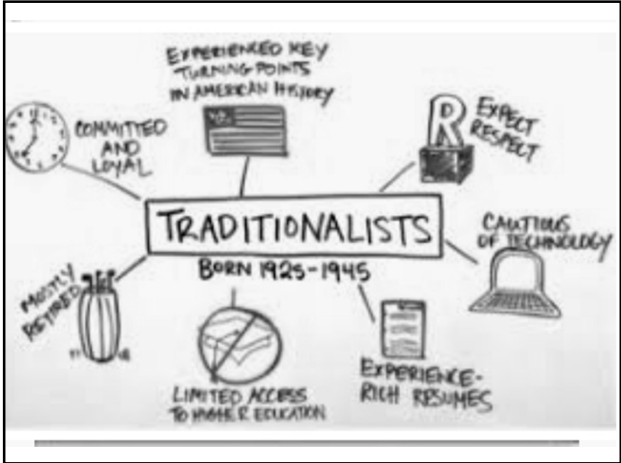 EXPERIENCED KEY
TURNING POINTS
IN AMERICAN HISTORY
COMMITTED
AND
LOYAL
R
EXPECT
RESPECT
TRADITIONALISTS
BORN 1925-1945
CAUTIOUS
OF TECHNOLOGY
MOSTLY
RETIRED
LIMITED ACCESS
TO HIGHER EDUCATION
EXPERIENCE-
RICH RESUMES